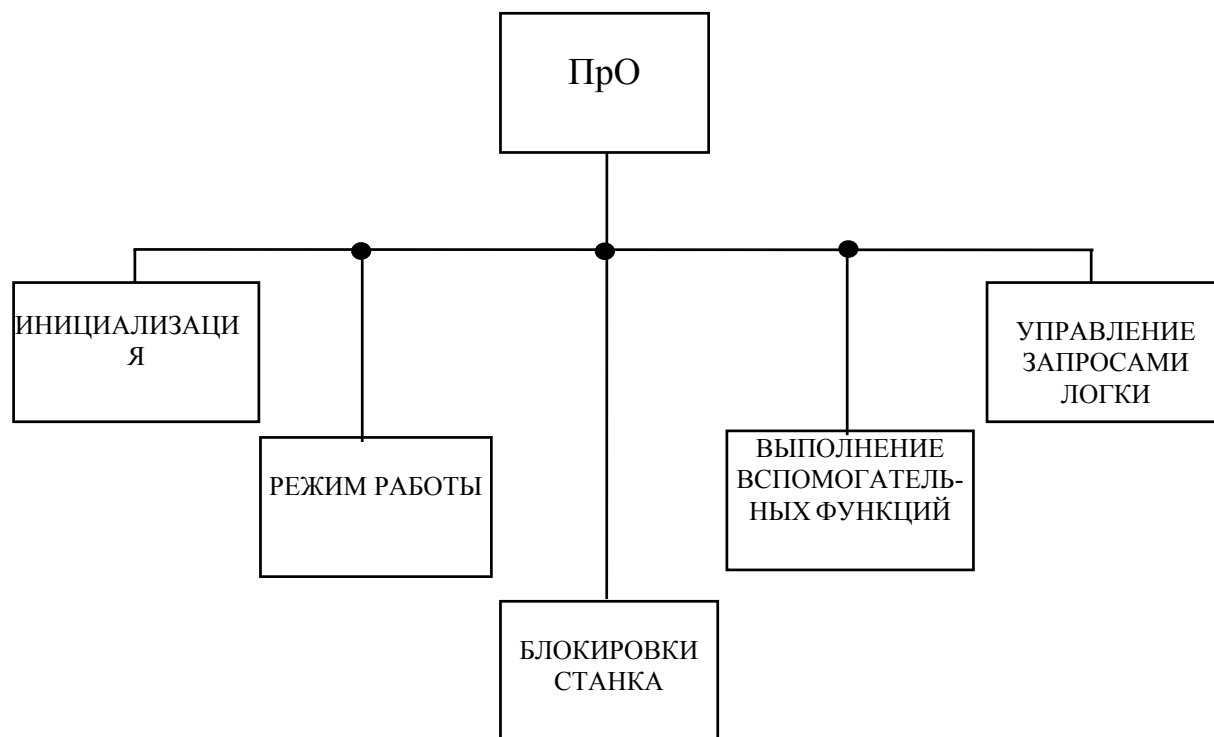 ПрО
ИНИЦИАЛИЗАЦИ
Я
РЕЖИМ РАБОТЫ
БЛОКИРОВКИ
СТАНКА
ВЫПОЛНЕНИЕ
ВСПОМОГАТЕЛЬ-
НЫХ ФУНКЦИЙ
УПРАВЛЕНИЕ
ЗАПРОСАМИ
ЛОГКИ